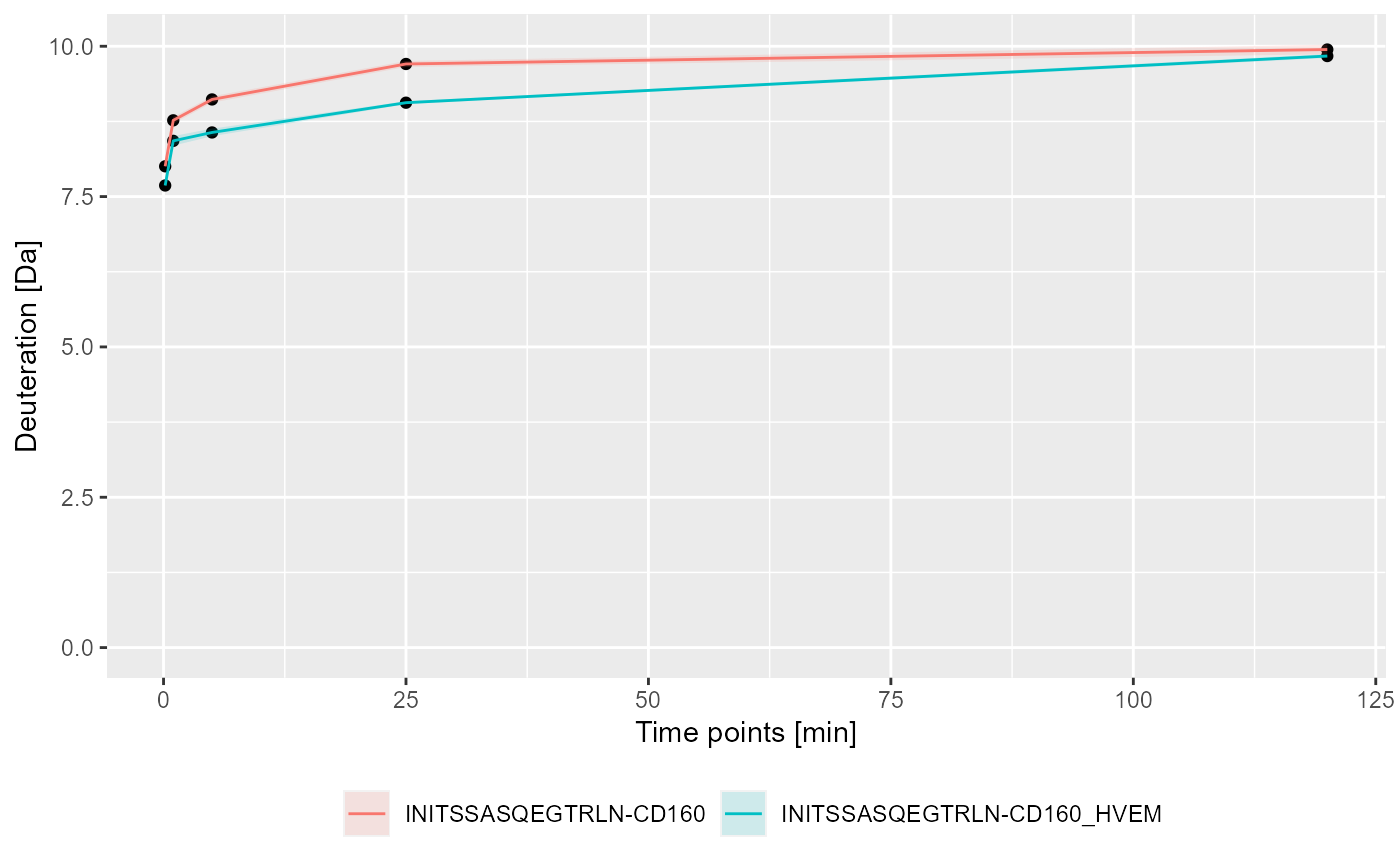 10.0
7.5
5.0
2.5
0.0
Deuteration [Da]
0 25 50 75 100 125
Time points [min]
INITSSASQEGTRLN-CD160 INITSSASQEGTRLN-CD160_HVEM